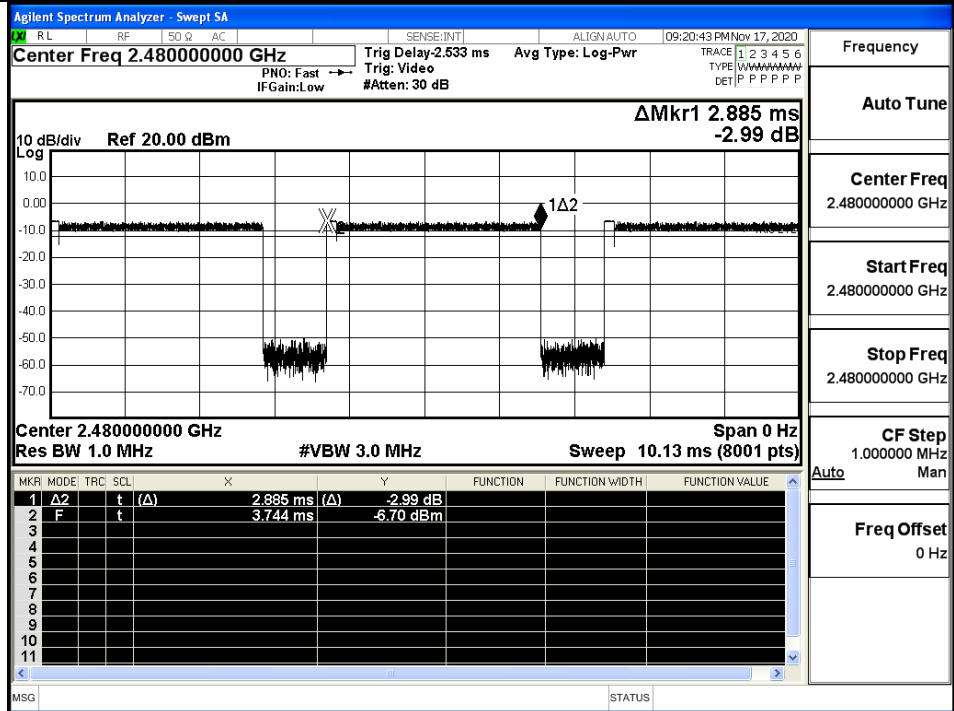 Agilent Spectrum Analyzer - Swept SA
LXI RL RF 50 Ω AC SENSE:INT ALIGNAUTO 09:20:43 PM Nov 17, 2020
Center Freq 2.480000000 GHz
PNO: Fast
IFGain:Low
Trig Delay-2.533 ms
Trig: Video
#Atten: 30 dB
Avg Type: Log-Pwr
TRACE 1 2 3 4 5 6
TYPE WWWWWW
DET P P P P P P
ΔMkr1 2.885 ms
-2.99 dB
10 dB/div Ref 20.00 dBm
Log
10.0
0.00
-10.0
-20.0
-30.0
-40.0
-50.0
-60.0
-70.0
1Δ2
Center 2.480000000 GHz Span 0 Hz
Res BW 1.0 MHz #VBW 3.0 MHz Sweep 10.13 ms (8001 pts)
MKR MODE TRC SCL X Y FUNCTION FUNCTION WIDTH FUNCTION VALUE
1 Δ2 t (Δ) 2.885 ms (Δ) -2.99 dB
2 F t 3.744 ms -6.70 dBm
3
4
5
6
7
8
9
10
11
MSG STATUS
Frequency
Auto Tune
Center Freq
2.480000000 GHz
Start Freq
2.480000000 GHz
Stop Freq
2.480000000 GHz
CF Step
1.000000 MHz
Auto Man
Freq Offset
0 Hz